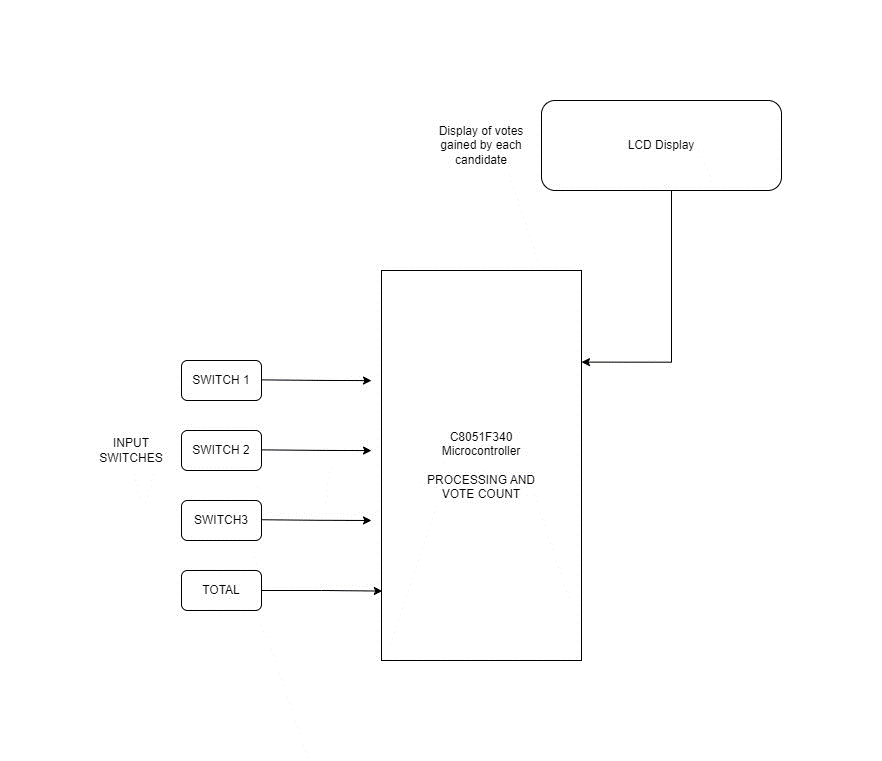 Display of votes
gained by each
candidate
LCD Display
SWITCH 1
INPUT
SWITCHES
SWITCH 2
SWITCH3
TOTAL
C8051F340
Microcontroller
PROCESSING AND
VOTE COUNT